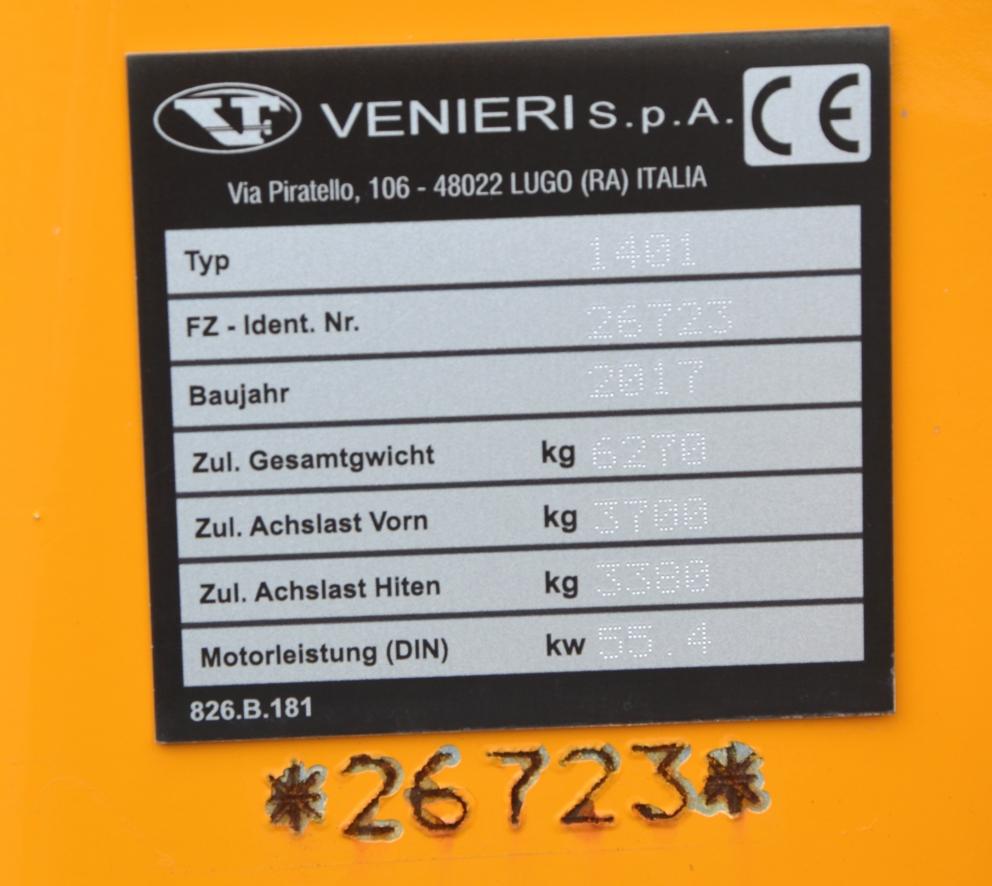 VF VENIERI S.p.A. CE
Via Piratello, 106 - 48022 LUGO (RA) ITALIA
Typ 1401
FZ - Ident. Nr. 26723
Baujahr 2017
Zul. Gesamtgwicht kg 6270
Zul. Achslast Vorn kg 3700
Zul. Achslast Hiten kg 3380
Motorleistung (DIN) kw 55.4
826.B.181
*26723*